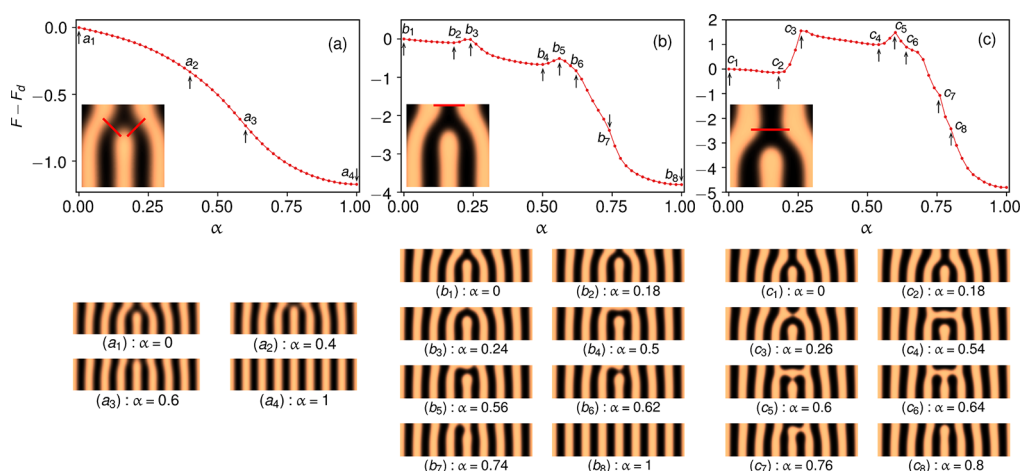 0.0
−0.5
−1.0
F − F_d
a₁
a₂
a₃
a₄
(a)
0.00 0.25 0.50 0.75 1.00
α
1
0
−1
−2
−3
−4
b₁
b₂
b₃
b₄
b₅
b₆
b₇
b₈
(b)
0.00 0.25 0.50 0.75 1.00
α
2
1
0
−1
−2
−3
−4
−5
c₁
c₂
c₃
c₄
c₅
c₆
c₇
c₈
(c)
0.00 0.25 0.50 0.75 1.00
α
(a₁) : α = 0
(a₂) : α = 0.4
(a₃) : α = 0.6
(a₄) : α = 1
(b₁) : α = 0
(b₂) : α = 0.18
(b₃) : α = 0.24
(b₄) : α = 0.5
(b₅) : α = 0.56
(b₆) : α = 0.62
(b₇) : α = 0.74
(b₈) : α = 1
(c₁) : α = 0
(c₂) : α = 0.18
(c₃) : α = 0.26
(c₄) : α = 0.54
(c₅) : α = 0.6
(c₆) : α = 0.64
(c₇) : α = 0.76
(c₈) : α = 0.8